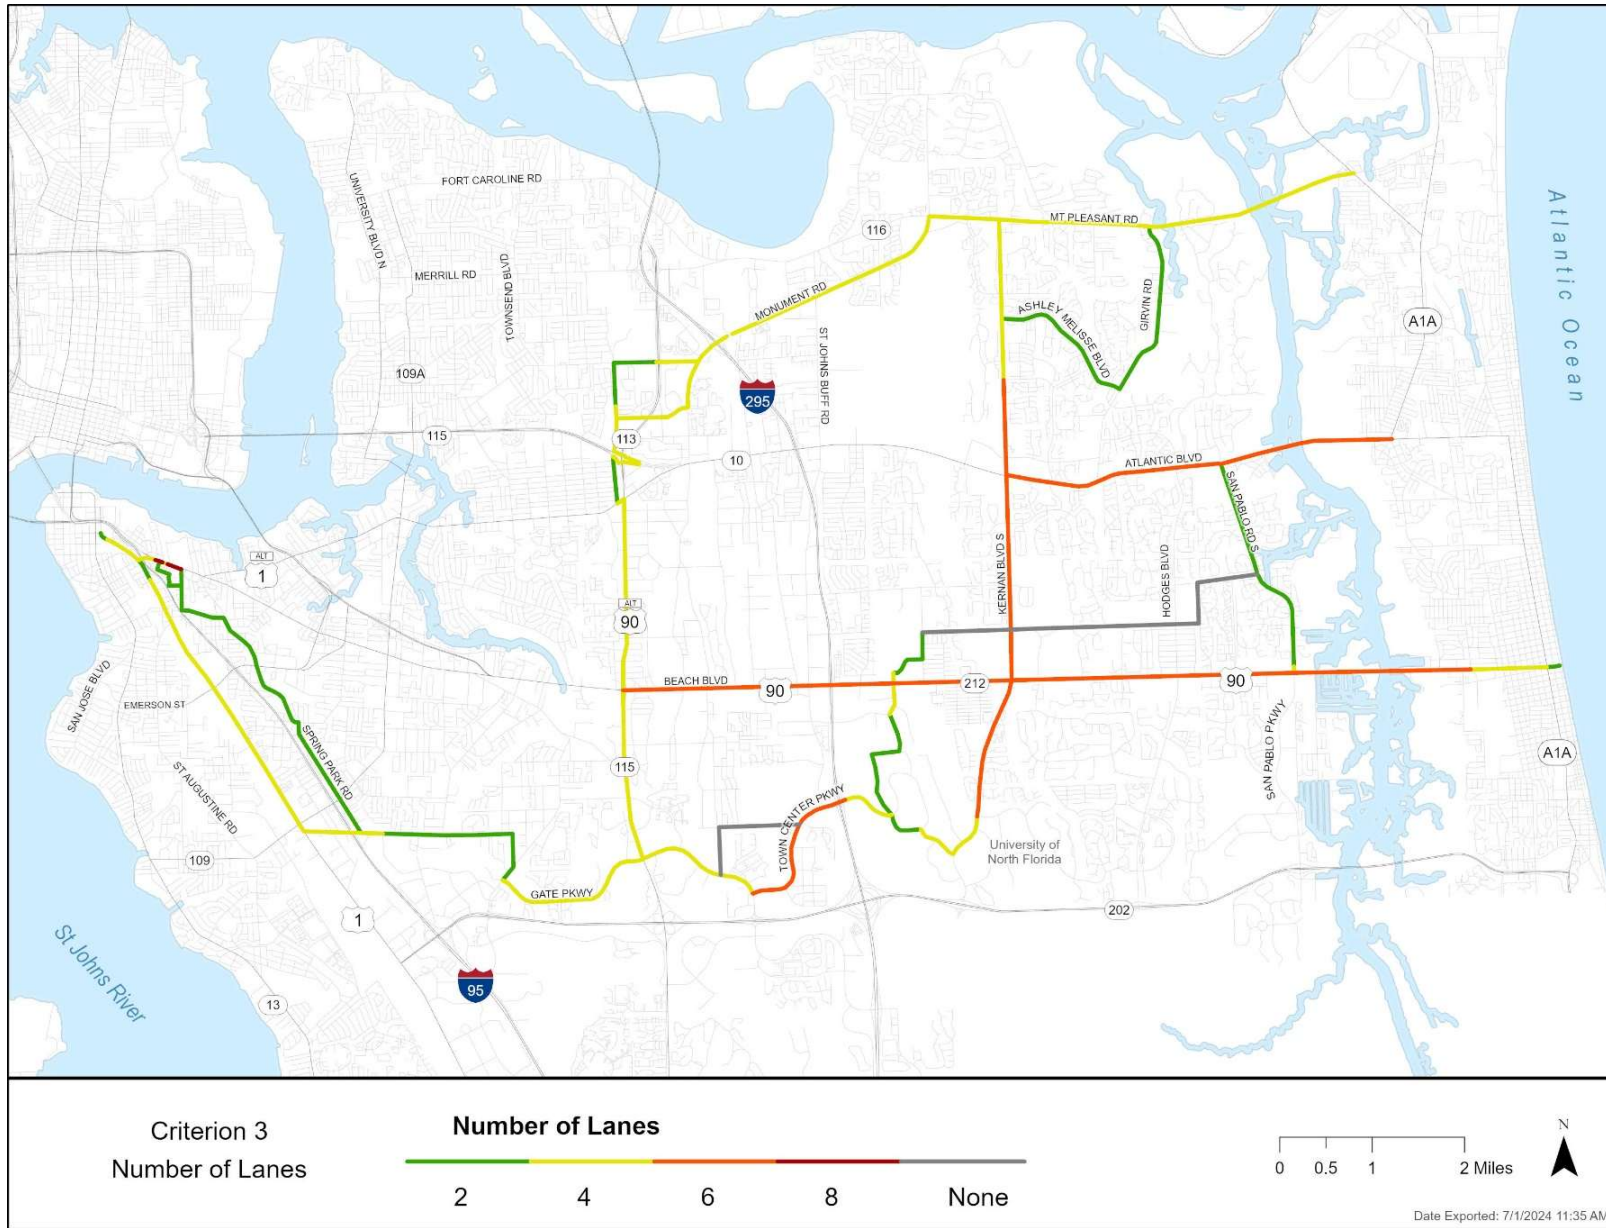 FORT CAROLINE RD
UNIVERSITY BLVD N
MERRILL RD
TOWNSEND BLVD
116
MT PLEASANT RD
MONUMENT RD
ASHLEY MELISSE BLVD
GIRVIN RD
Atlantic Ocean
A1A
109A
295
ST JOHNS BUFF RD
115
113
10
ATLANTIC BLVD
SAN PABLO RD S
ALT
1
ALT
90
KERNAN BLVD S
HODGES BLVD
BEACH BLVD
90
212
90
SAN JOSE BLVD
EMERSON ST
SPRING PARK RD
ST AUGUSTINE RD
115
TOWN CENTER PKWY
SAN PABLO PKWY
A1A
University of
North Florida
109
GATE PKWY
1
202
St Johns River
95
13
Criterion 3
Number of Lanes
Number of Lanes
2 4 6 8 None
N
0 0.5 1 2 Miles
Date Exported: 7/1/2024 11:35 AM